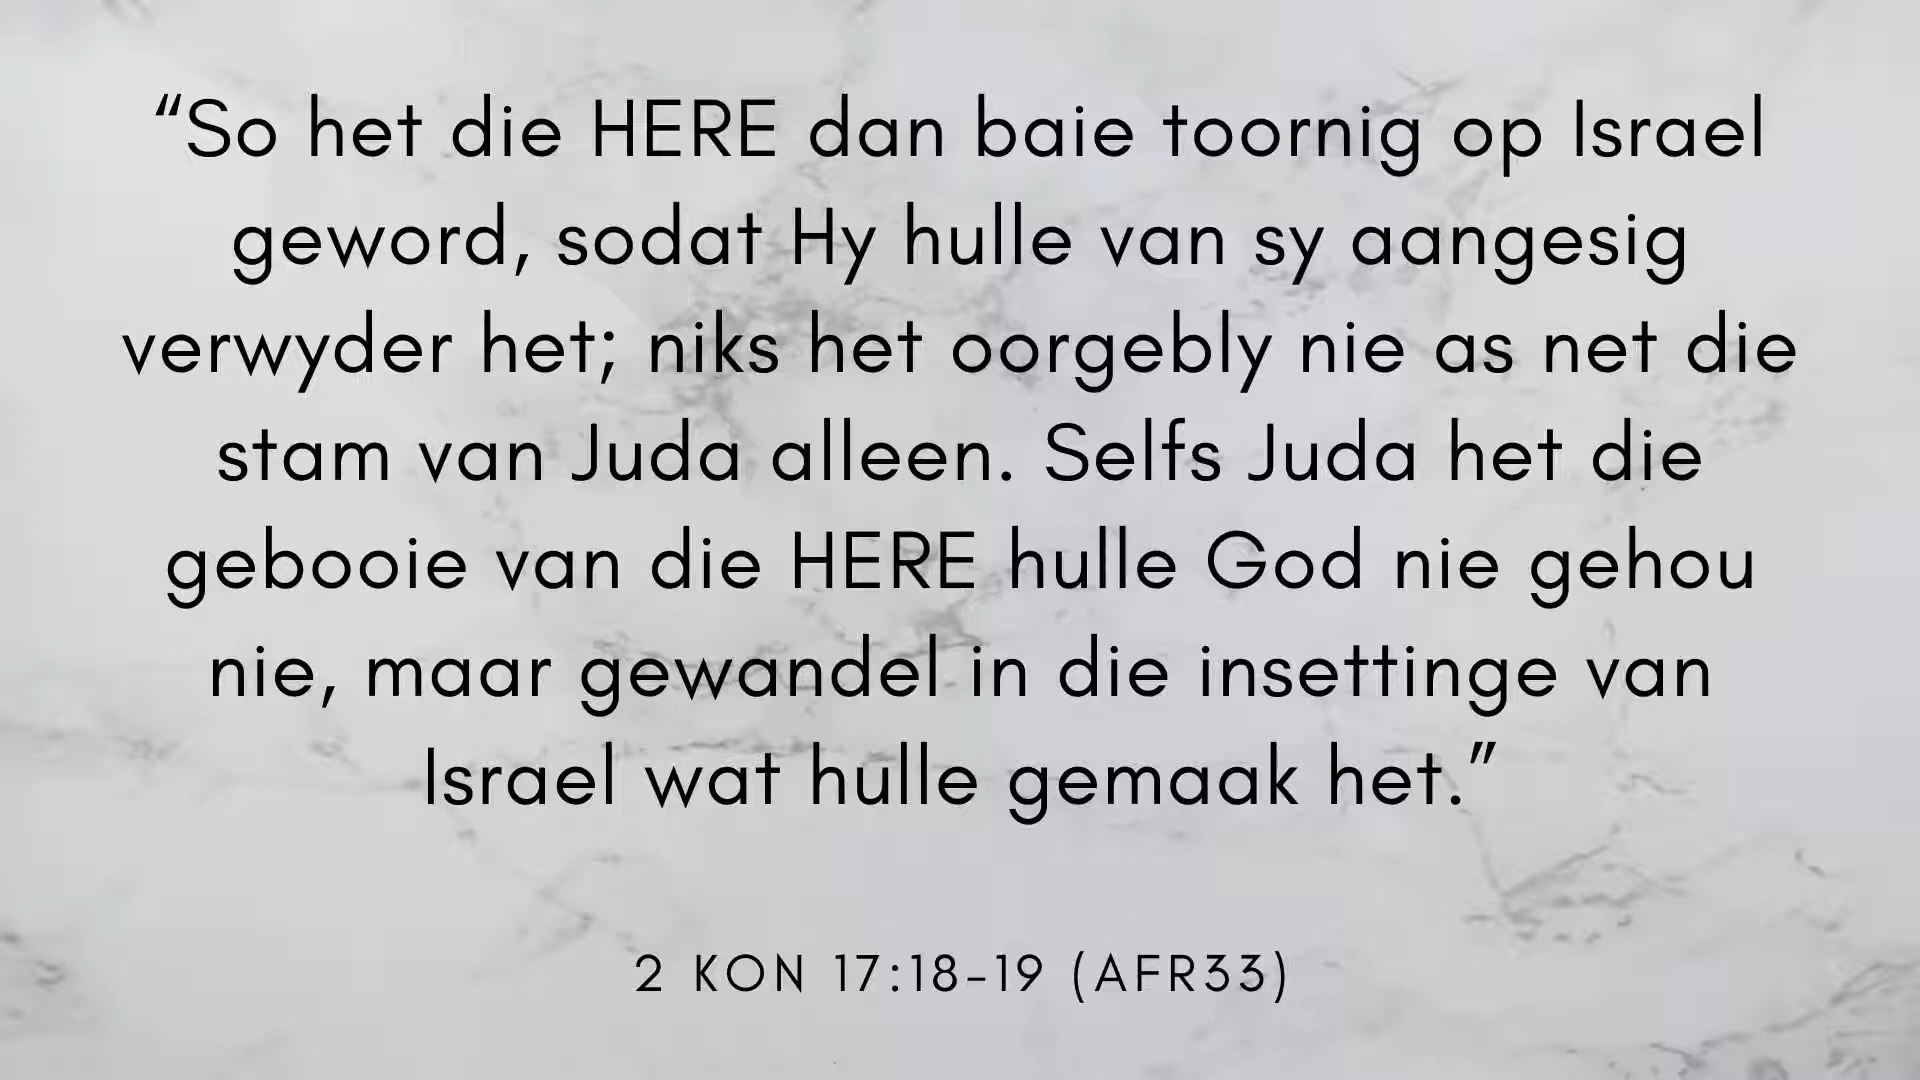 “So het die HERE dan baie toornig op Israel
geword, sodat Hy hulle van sy aangesig
verwyder het; niks het oorgebly nie as net die
stam van Juda alleen. Selfs Juda het die
gebooie van die HERE hulle God nie gehou
nie, maar gewandel in die insettinge van
Israel wat hulle gemaak het.”
2 KON 17:18-19 (AFR33)